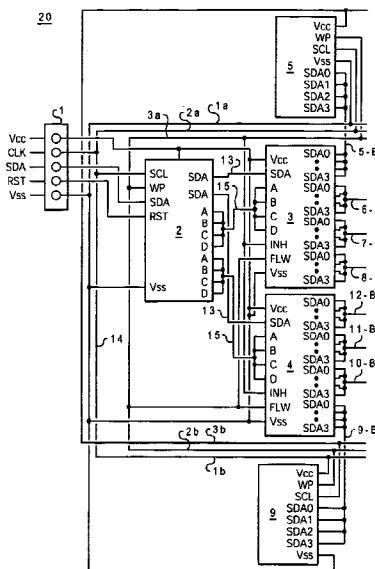 20
1
Vcc
CLK
SDA
RST
Vss
3a
2a
1a
5
Vcc
WP
SCL
Vss
SDA0
SDA1
SDA2
SDA3
5-B
2
SCL
WP
SDA
RST
Vss
SDA
SDA
A
B
C
D
A
B
C
D
13
15
13
15
3
Vcc
SDA
A
B
C
D
INH
FLW
Vss
SDA0
SDA3
SDA0
SDA3
SDA0
SDA3
SDA0
SDA3
6-
7-
8-
4
Vcc
SDA
A
B
C
D
INH
FLW
Vss
SDA0
SDA3
SDA0
SDA3
SDA0
SDA3
SDA0
SDA3
12-B
11-B
10-B
9-B
14
3b
2b
1b
9
Vcc
WP
SCL
SDA0
SDA1
SDA2
SDA3
Vss